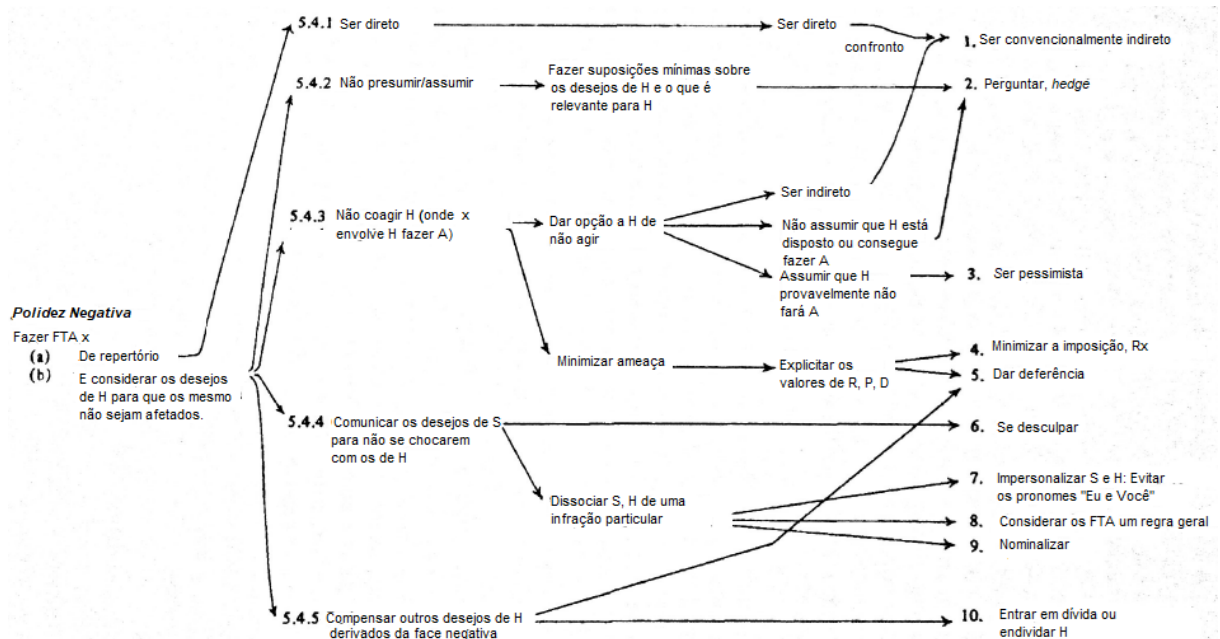 5.4.1 Ser direto
Ser direto
confronto
1. Ser convencionalmente indireto
5.4.2 Não presumir/assumir
Fazer suposições mínimas sobre
os desejos de H e o que é
relevante para H
2. Perguntar, hedge
5.4.3 Não coagir H (onde x
envolve H fazer A)
Dar opção a H de
não agir
Ser indireto
Não assumir que H está
disposto ou consegue
fazer A
Assumir que H
provavelmente não
fará A
3. Ser pessimista
Polidez Negativa
Fazer FTA x
(a) De repertório
(b) E considerar os desejos
de H para que os mesmo
não sejam afetados.
Minimizar ameaça
Explicitar os
valores de R, P, D
4. Minimizar a imposição, Rx
5. Dar deferência
5.4.4 Comunicar os desejos de S
para não se chocarem
com os de H
6. Se desculpar
Dissociar S, H de uma
infração particular
7. Impersonalizar S e H: Evitar
os pronomes "Eu e Você"
8. Considerar os FTA um regra geral
9. Nominalizar
5.4.5 Compensar outros desejos de H
derivados da face negativa
10. Entrar em dívida ou
endividar H